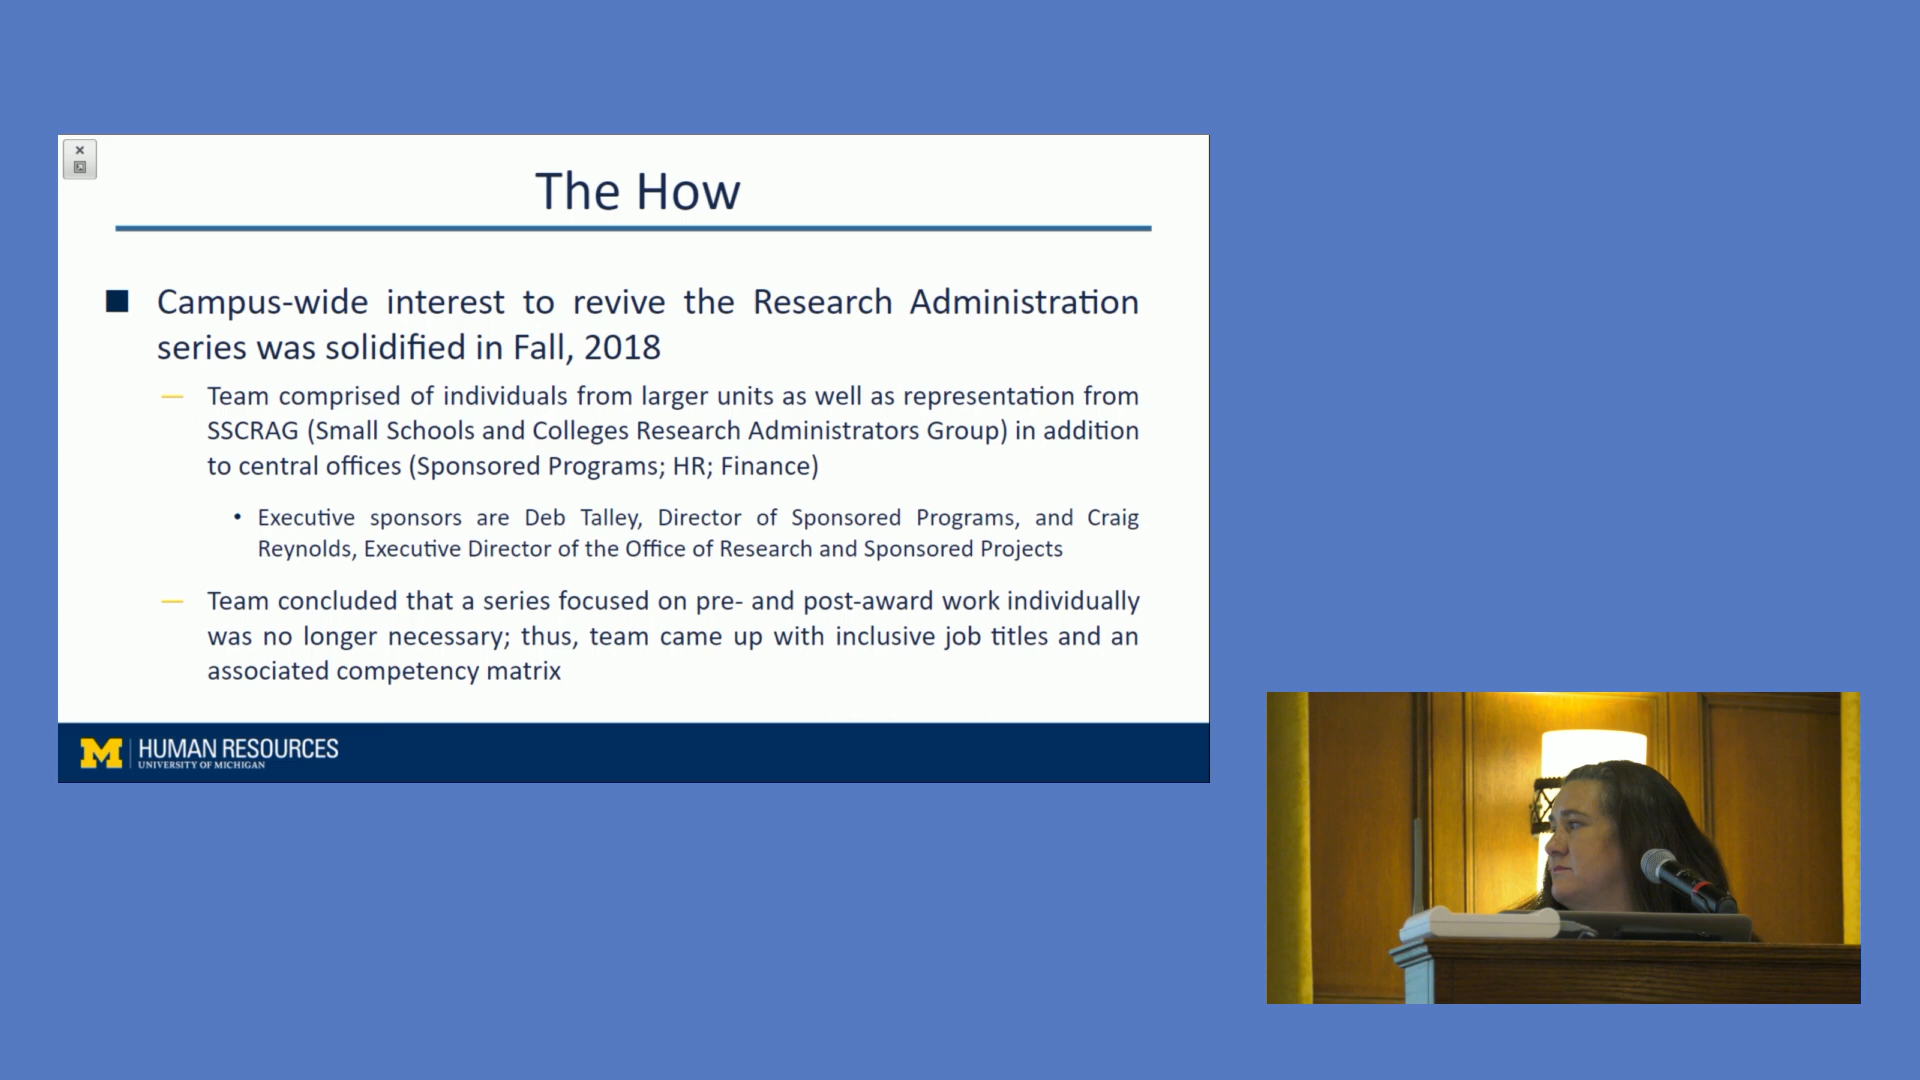 The How
Campus-wide interest to revive the Research Administration
series was solidified in Fall, 2018
Team comprised of individuals from larger units as well as representation from
SSCRAG (Small Schools and Colleges Research Administrators Group) in addition
to central offices (Sponsored Programs; HR; Finance)
• Executive sponsors are Deb Talley, Director of Sponsored Programs, and Craig
Reynolds, Executive Director of the Office of Research and Sponsored Projects
Team concluded that a series focused on pre- and post-award work individually
was no longer necessary; thus, team came up with inclusive job titles and an
associated competency matrix
M HUMAN RESOURCES
UNIVERSITY OF MICHIGAN